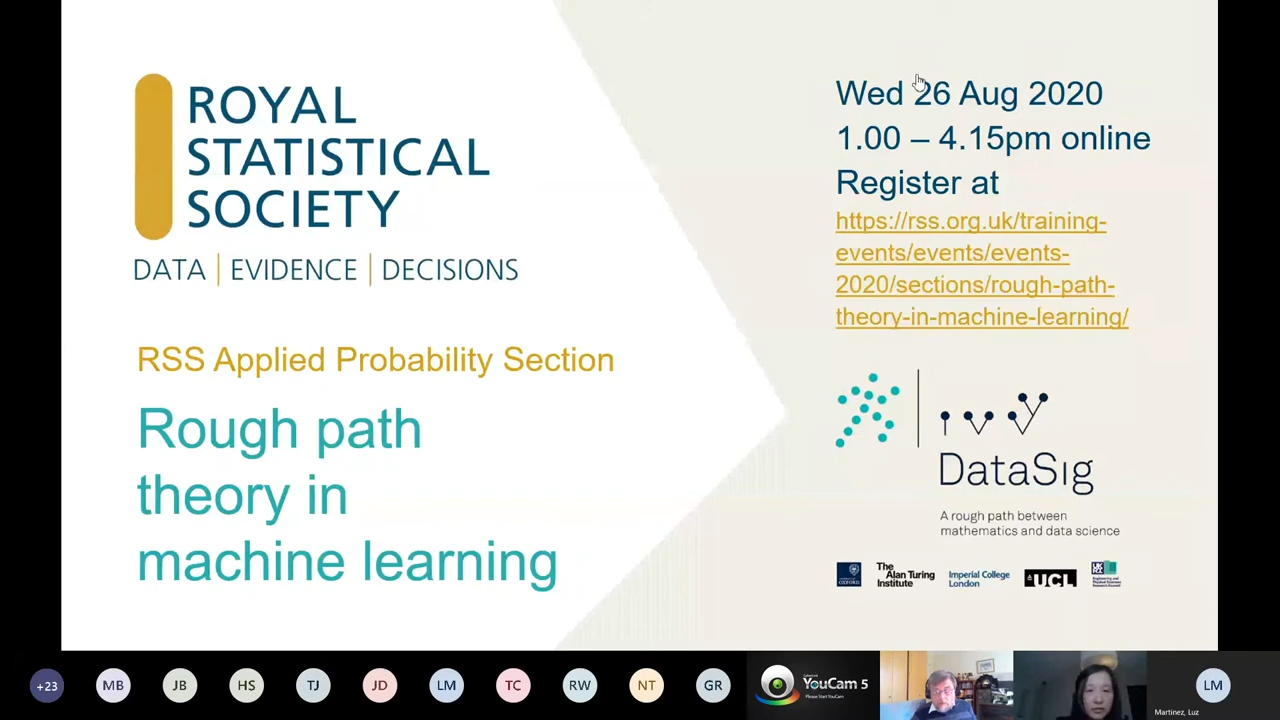 ROYAL
STATISTICAL
SOCIETY
DATA | EVIDENCE | DECISIONS
RSS Applied Probability Section
Rough path
theory in
machine learning
Wed 26 Aug 2020
1.00 – 4.15pm online
Register at
https://rss.org.uk/training-
events/events/events-
2020/sections/rough-path-
theory-in-machine-learning/
DataSig
A rough path between
mathematics and data science
The
Alan Turing
Institute
Imperial College
London
UCL
+23
MB
JB
HS
TJ
JD
LM
TC
RW
NT
GR
YouCam 5
Please Start YouCam
LM
Martinez, Luz